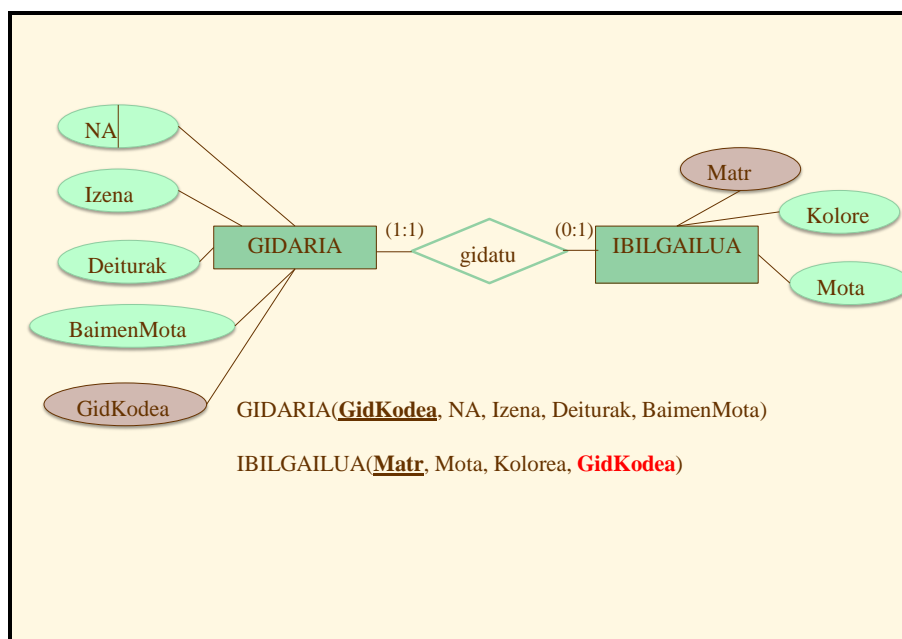 NA
Izena
Deiturak
BaimenMota
GidKodea
GIDARIA
(1:1)
gidatu
(0:1)
IBILGAILUA
Matr
Kolore
Mota
GIDARIA(GidKodea, NA, Izena, Deiturak, BaimenMota)
IBILGAILUA(Matr, Mota, Kolorea, GidKodea)